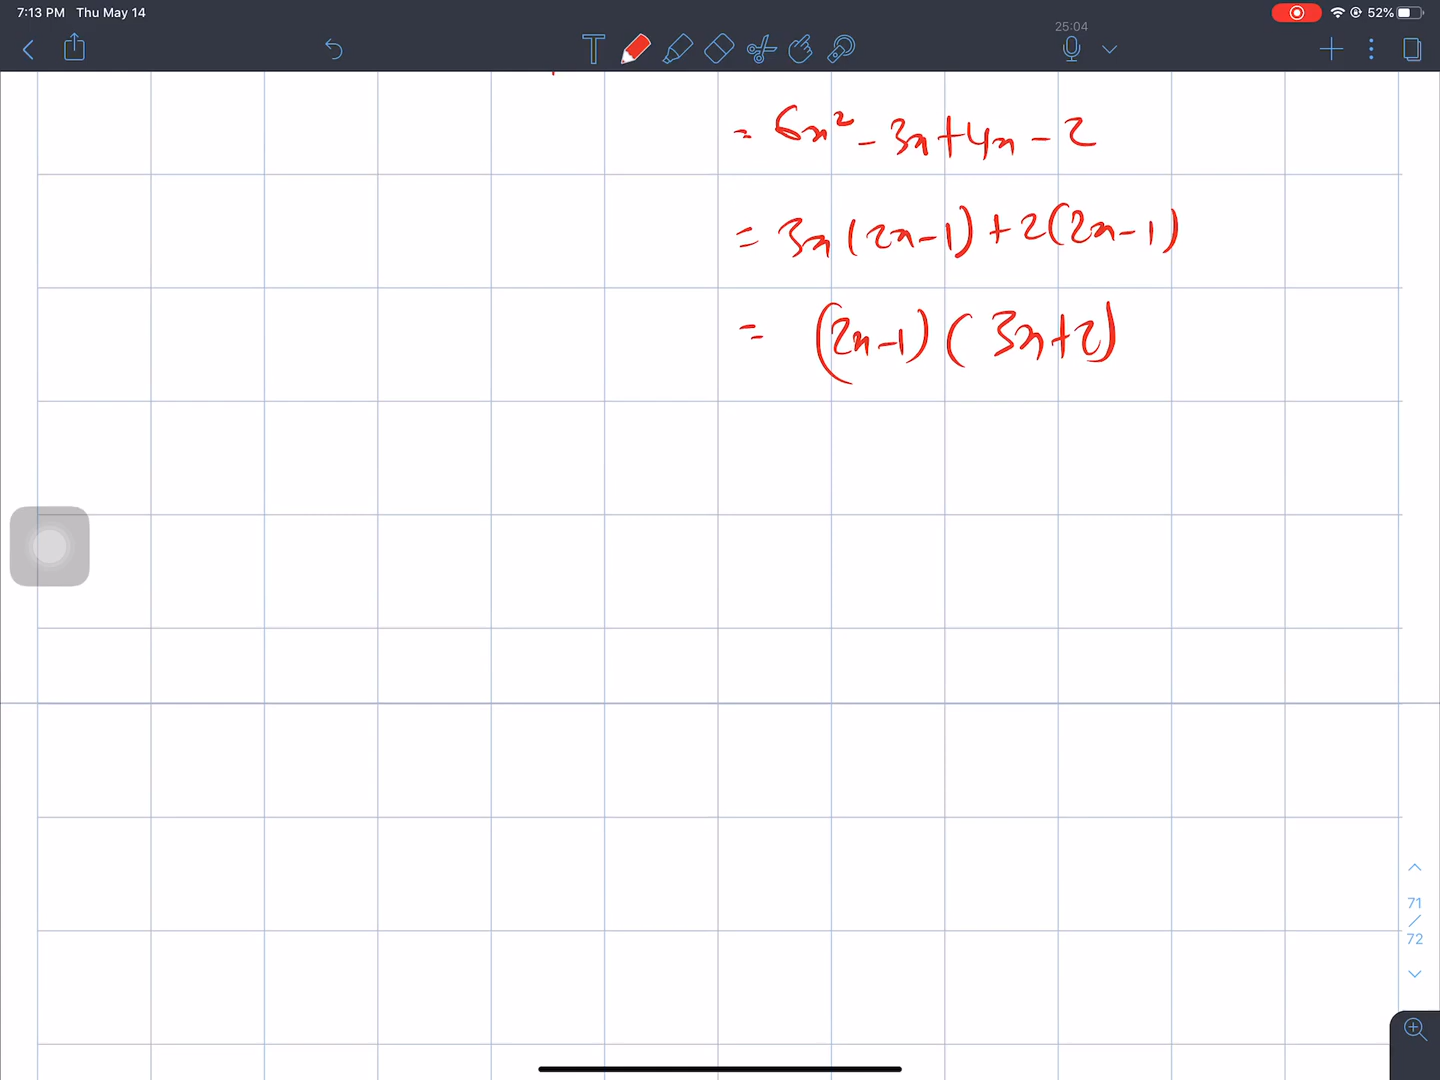 7:13 PM Thu May 14
52%
25:04
= 6x² - 3x + 4x - 2
= 3x (2x - 1) + 2 (2x - 1)
= (2x - 1) (3x + 2)
71
/
72